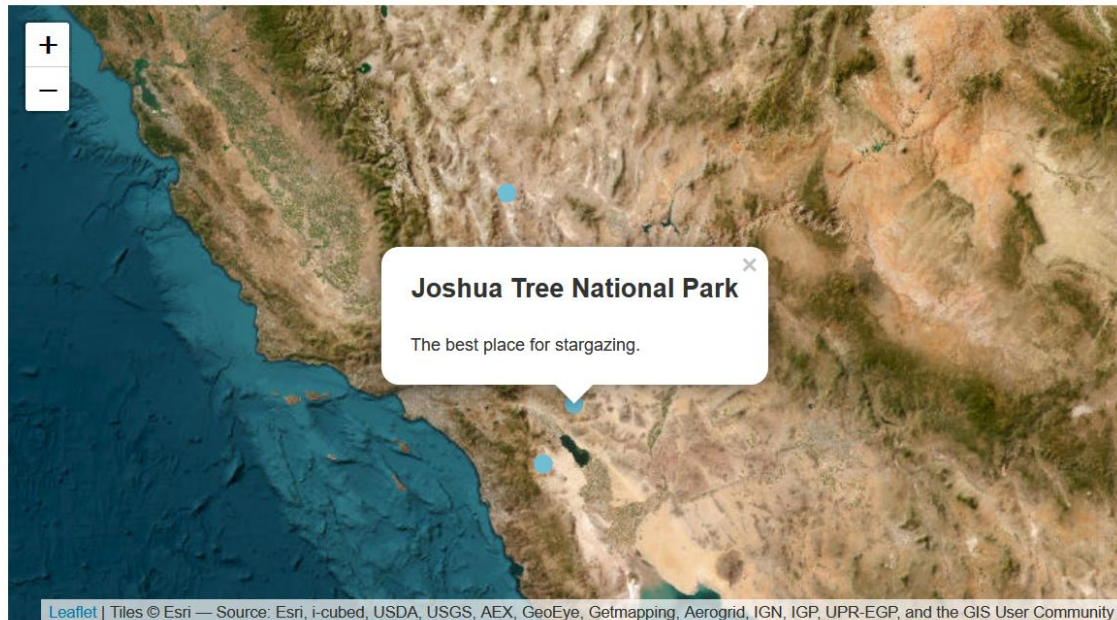 +
−
×
Joshua Tree National Park
The best place for stargazing.
Leaflet | Tiles © Esri — Source: Esri, i-cubed, USDA, USGS, AEX, GeoEye, Getmapping, Aerogrid, IGN, IGP, UPR-EGP, and the GIS User Community